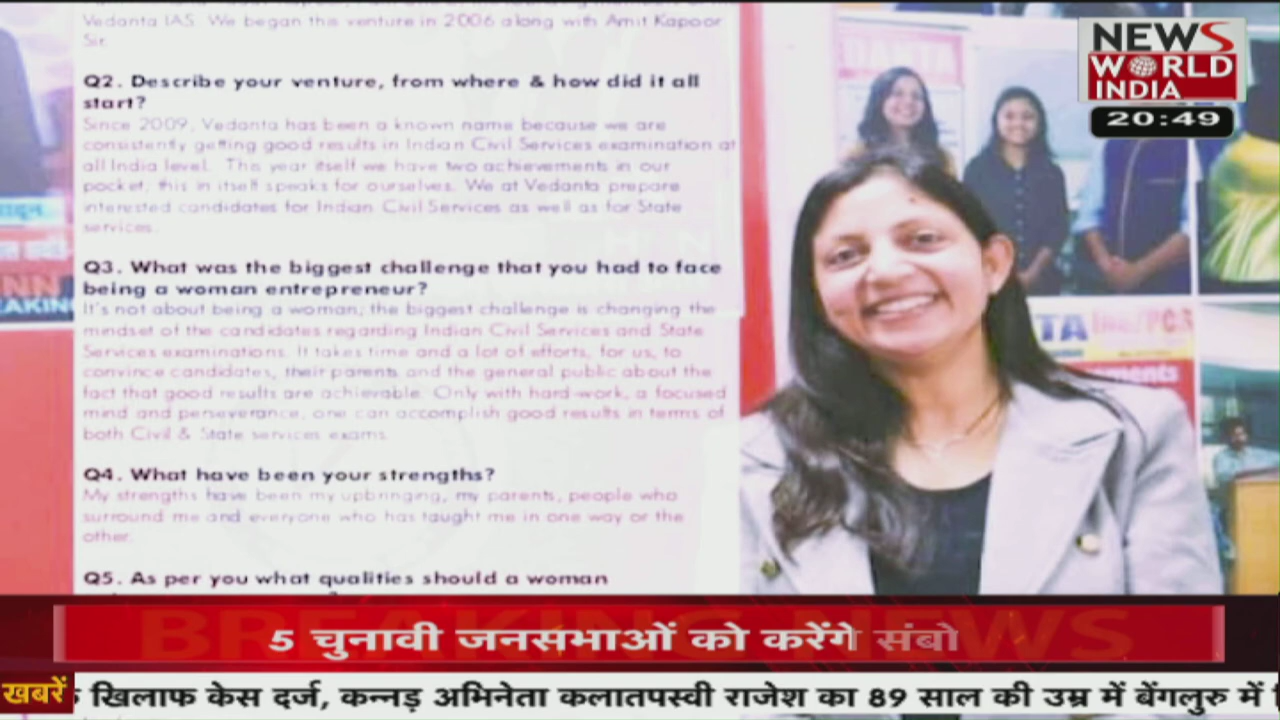 Vedanta IAS. We began this venture in 2006 along with Amit Kapoor
Sir.
Q2. Describe your venture, from where & how did it all
start?
Since 2009, Vedanta has been a known name because we are
consistently getting good results in Indian Civil Services examination at
all India level. This year itself we have two achievements in our
pocket; this in itself speaks for ourselves. We at Vedanta prepare
interested candidates for Indian Civil Services as well as for State
services.
Q3. What was the biggest challenge that you had to face
being a woman entrepreneur?
It's not about being a woman; the biggest challenge is changing the
mindset of the candidates regarding Indian Civil Services and State
Services examinations. It takes time and a lot of efforts, for us, to
convince candidates, their parents and the general public about the
fact that good results are achievable. Only with hard-work, a focused
mind and perseverance, one can accomplish good results in terms of
both Civil & State services exams.
Q4. What have been your strengths?
My strengths have been my upbringing, my parents, people who
surround me and everyone who has taught me in one way or the
other.
Q5. As per you what qualities should a woman
NEWS
WORLD
INDIA
20:49
BREAKING NEWS
5 चुनावी जनसभाओं को करेंगे संबो
खबरें
खिलाफ केस दर्ज, कन्नड़ अभिनेता कलातपस्वी राजेश का 89 साल की उम्र में बेंगलुरु में